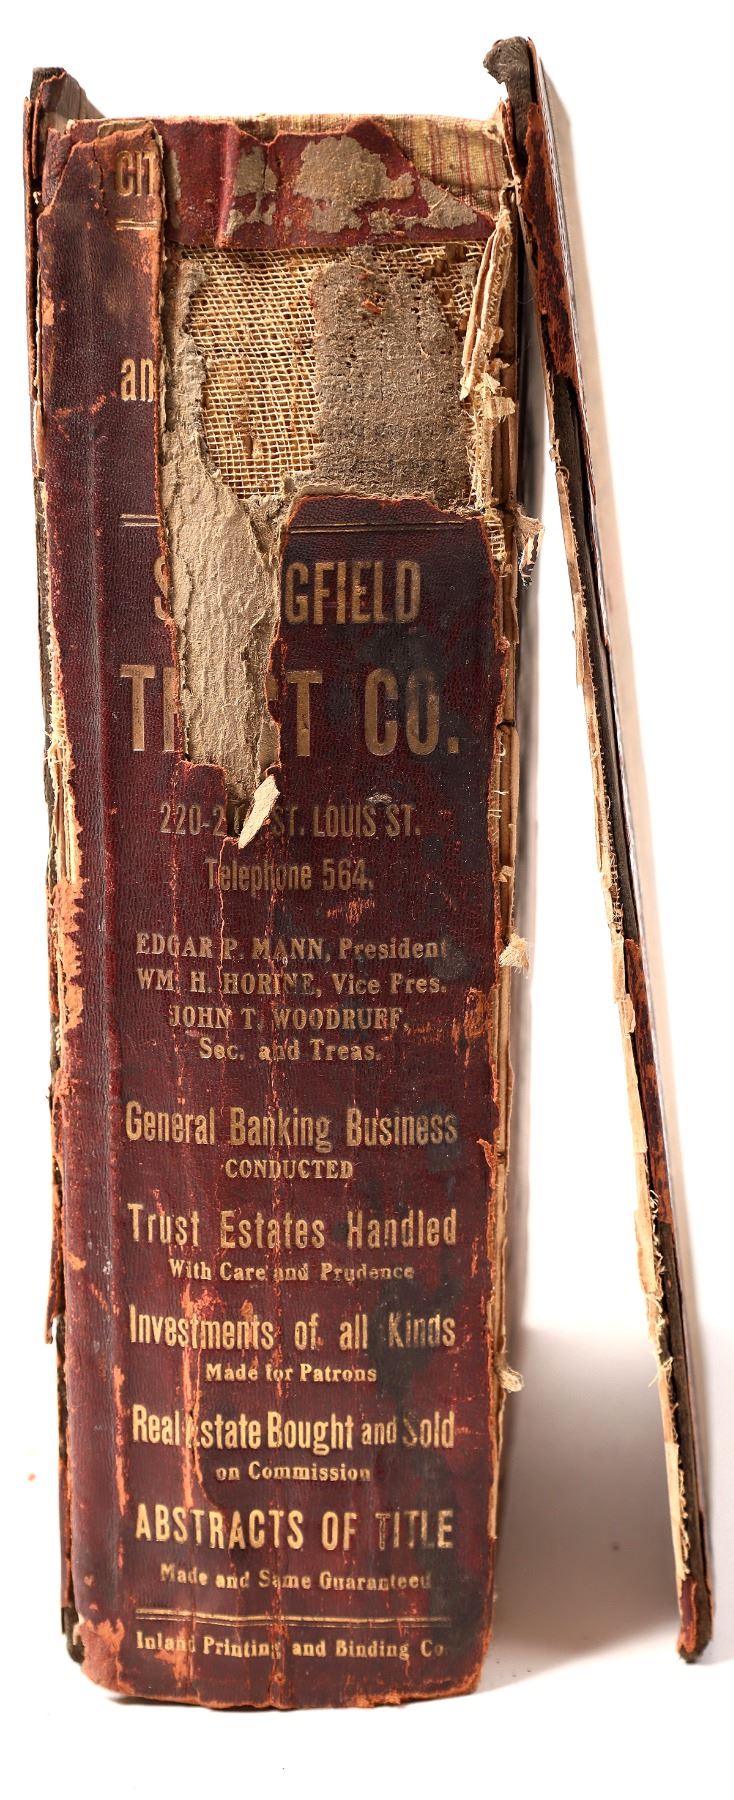 CIT
an
S GFIELD
T ST CO.
220-2 ST. LOUIS ST.
Telephone 564.
EDGAR P. MANN, President
WM. H. HORINE, Vice Pres.
JOHN T. WOODRUFF,
Sec. and Treas.
General Banking Business
CONDUCTED
Trust Estates Handled
With Care and Prudence
Investments of all Kinds
Made for Patrons
Real Estate Bought and Sold
on Commission
ABSTRACTS OF TITLE
Made and Same Guaranteed
Inland Printing and Binding Co.